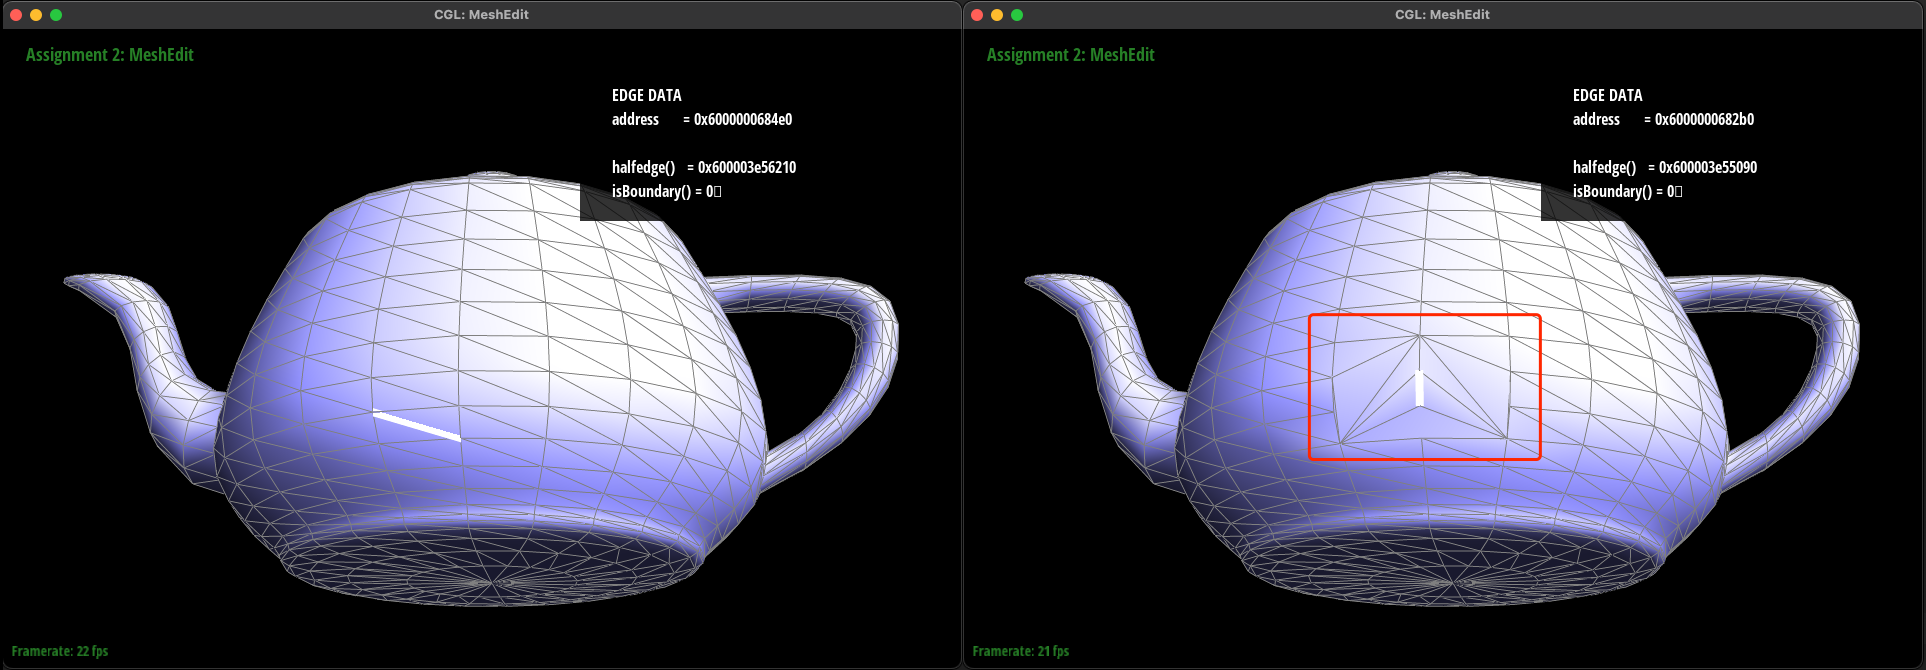 CGL: MeshEdit
Assignment 2: MeshEdit
EDGE DATA
address = 0x6000000684e0
halfedge() = 0x600003e56210
isBoundary() = 0▯
Framerate: 22 fps
CGL: MeshEdit
Assignment 2: MeshEdit
EDGE DATA
address = 0x6000000682b0
halfedge() = 0x600003e55090
isBoundary() = 0▯
Framerate: 21 fps